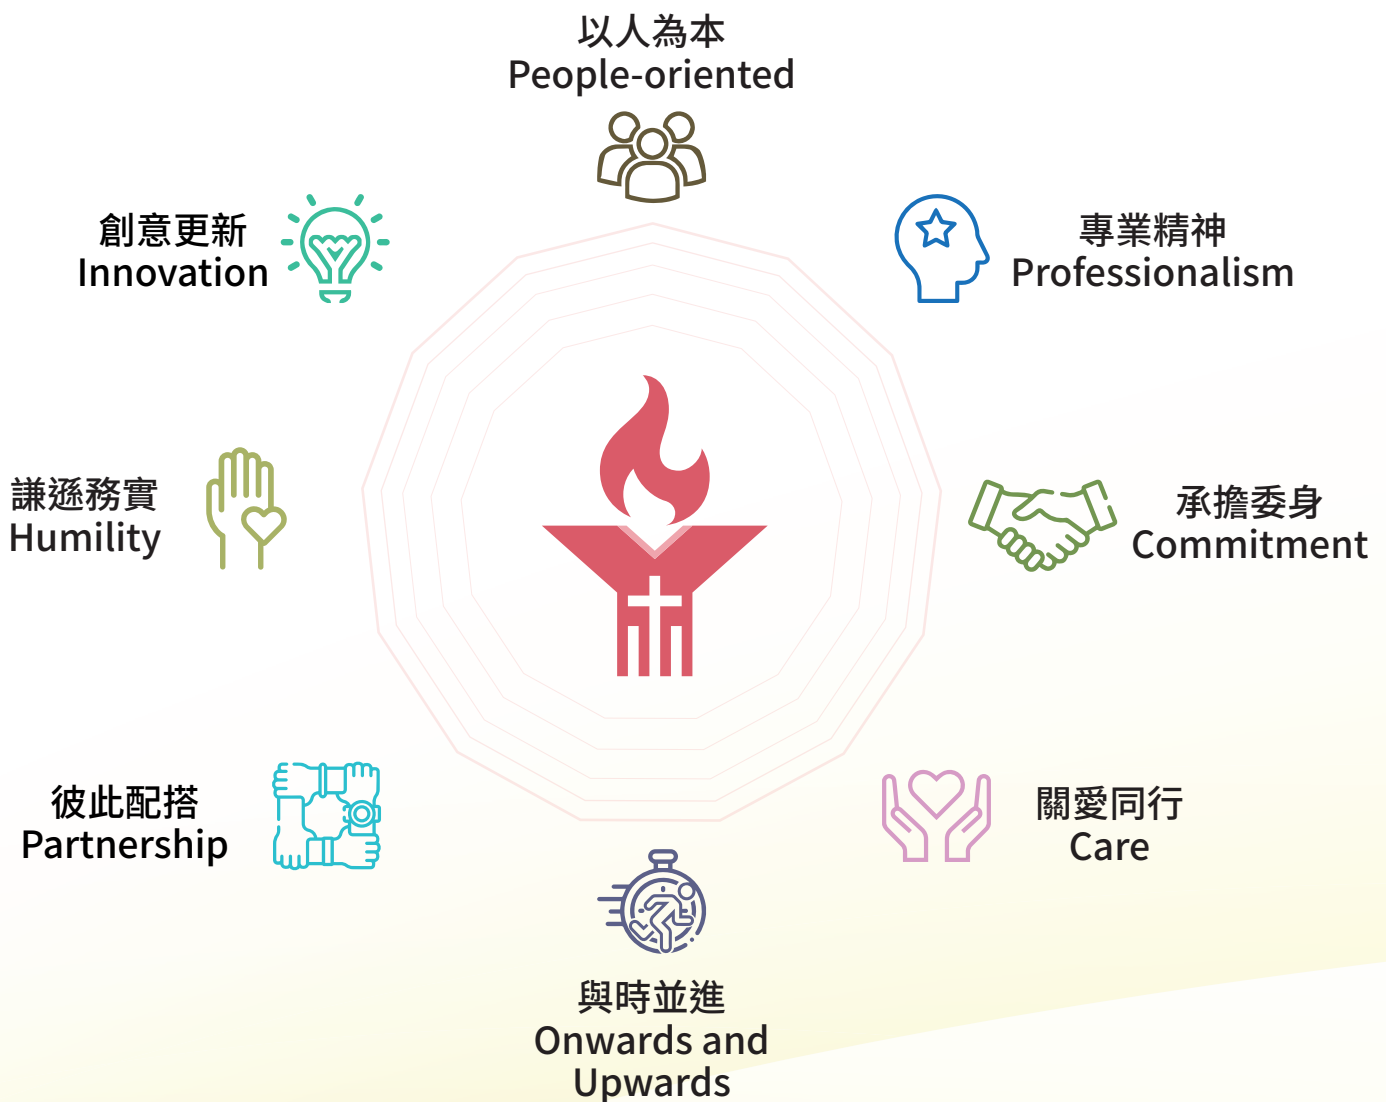 以人為本
People-oriented
創意更新
Innovation
專業精神
Professionalism
謙遜務實
Humility
承擔委身
Commitment
彼此配搭
Partnership
關愛同行
Care
與時並進
Onwards and
Upwards